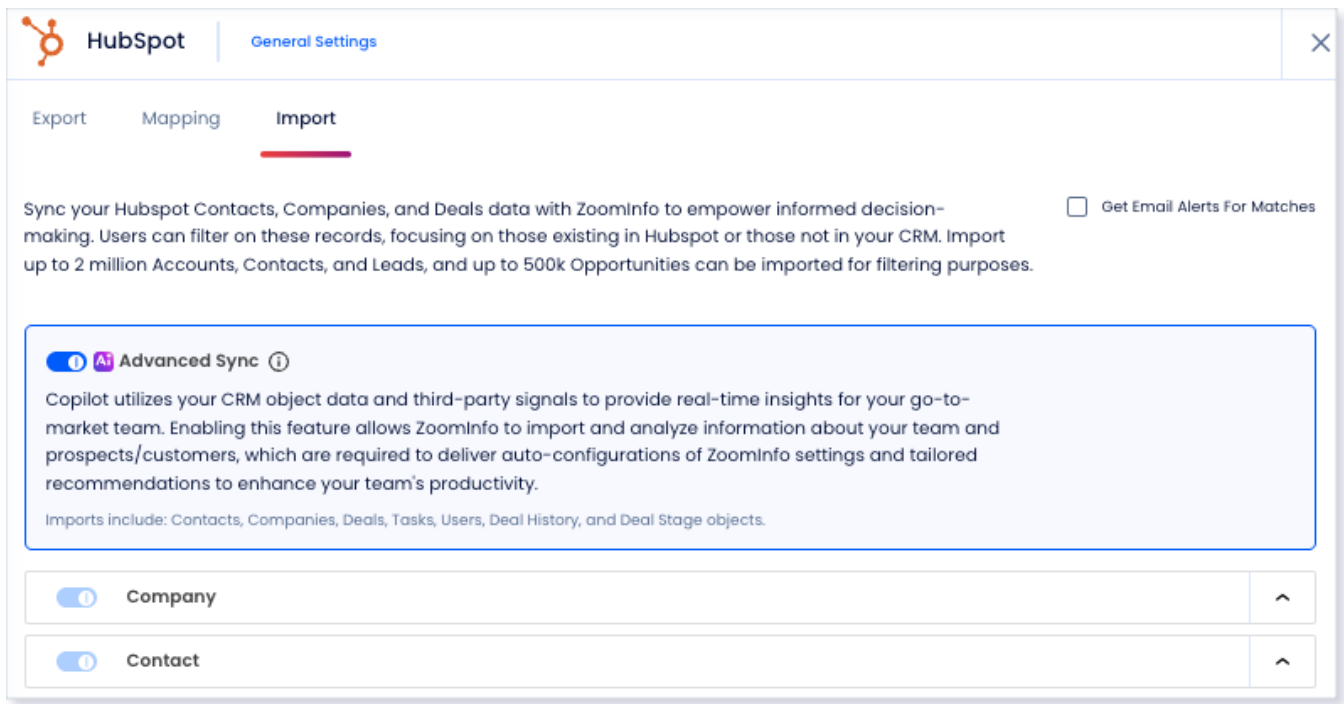 HubSpot
General Settings
Export
Mapping
Import
Sync your Hubspot Contacts, Companies, and Deals data with ZoomInfo to empower informed decision-
making. Users can filter on these records, focusing on those existing in Hubspot or those not in your CRM. Import
up to 2 million Accounts, Contacts, and Leads, and up to 500k Opportunities can be imported for filtering purposes.
Get Email Alerts For Matches
Ai Advanced Sync
Copilot utilizes your CRM object data and third-party signals to provide real-time insights for your go-to-
market team. Enabling this feature allows ZoomInfo to import and analyze information about your team and
prospects/customers, which are required to deliver auto-configurations of ZoomInfo settings and tailored
recommendations to enhance your team's productivity.
Imports include: Contacts, Companies, Deals, Tasks, Users, Deal History, and Deal Stage objects.
Company
Contact